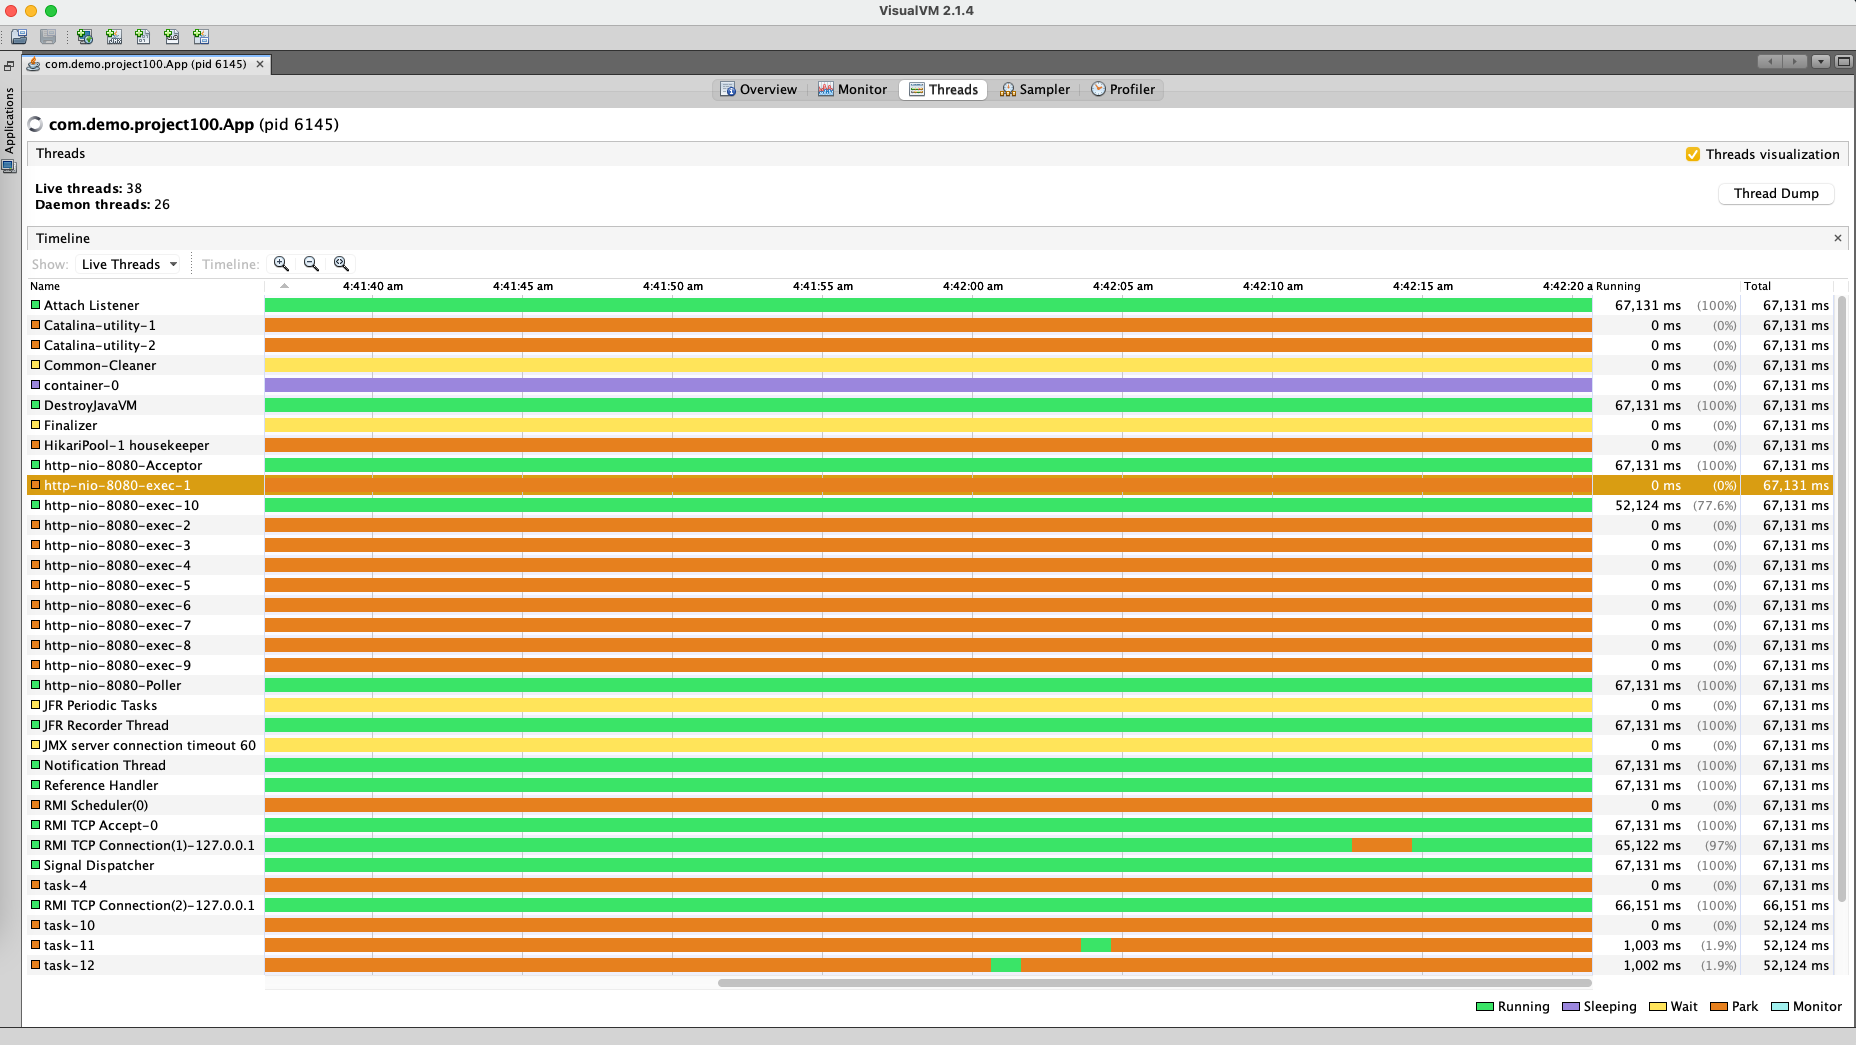 VisualVM 2.1.4
com.demo.project100.App (pid 6145)
Applications
Overview Monitor Threads Sampler Profiler
com.demo.project100.App (pid 6145)
Threads Threads visualization
Live threads: 38
Daemon threads: 26
Thread Dump
Timeline
Show: Live Threads Timeline:
Name 4:41:40 am 4:41:45 am 4:41:50 am 4:41:55 am 4:42:00 am 4:42:05 am 4:42:10 am 4:42:15 am 4:42:20 a Running Total
Attach Listener 67,131 ms (100%) 67,131 ms
Catalina-utility-1 0 ms (0%) 67,131 ms
Catalina-utility-2 0 ms (0%) 67,131 ms
Common-Cleaner 0 ms (0%) 67,131 ms
container-0 0 ms (0%) 67,131 ms
DestroyJavaVM 67,131 ms (100%) 67,131 ms
Finalizer 0 ms (0%) 67,131 ms
HikariPool-1 housekeeper 0 ms (0%) 67,131 ms
http-nio-8080-Acceptor 67,131 ms (100%) 67,131 ms
http-nio-8080-exec-1 0 ms (0%) 67,131 ms
http-nio-8080-exec-10 52,124 ms (77.6%) 67,131 ms
http-nio-8080-exec-2 0 ms (0%) 67,131 ms
http-nio-8080-exec-3 0 ms (0%) 67,131 ms
http-nio-8080-exec-4 0 ms (0%) 67,131 ms
http-nio-8080-exec-5 0 ms (0%) 67,131 ms
http-nio-8080-exec-6 0 ms (0%) 67,131 ms
http-nio-8080-exec-7 0 ms (0%) 67,131 ms
http-nio-8080-exec-8 0 ms (0%) 67,131 ms
http-nio-8080-exec-9 0 ms (0%) 67,131 ms
http-nio-8080-Poller 67,131 ms (100%) 67,131 ms
JFR Periodic Tasks 0 ms (0%) 67,131 ms
JFR Recorder Thread 67,131 ms (100%) 67,131 ms
JMX server connection timeout 60 0 ms (0%) 67,131 ms
Notification Thread 67,131 ms (100%) 67,131 ms
Reference Handler 67,131 ms (100%) 67,131 ms
RMI Scheduler(0) 0 ms (0%) 67,131 ms
RMI TCP Accept-0 67,131 ms (100%) 67,131 ms
RMI TCP Connection(1)-127.0.0.1 65,122 ms (97%) 67,131 ms
Signal Dispatcher 67,131 ms (100%) 67,131 ms
task-4 0 ms (0%) 67,131 ms
RMI TCP Connection(2)-127.0.0.1 66,151 ms (100%) 66,151 ms
task-10 0 ms (0%) 52,124 ms
task-11 1,003 ms (1.9%) 52,124 ms
task-12 1,002 ms (1.9%) 52,124 ms
Running Sleeping Wait Park Monitor